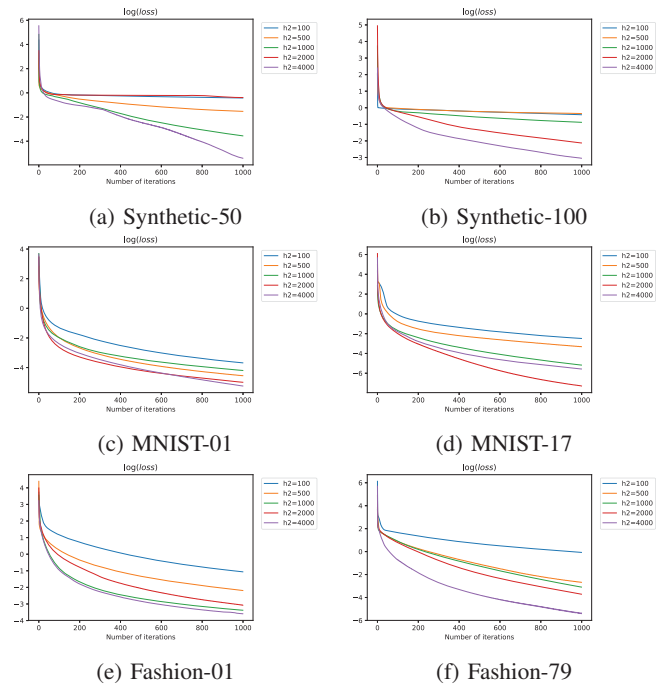 log(loss)
6
4
2
0
−2
−4
0
200
400
600
800
1000
Number of iterations
h2=100
h2=500
h2=1000
h2=2000
h2=4000
(a) Synthetic-50
log(loss)
5
4
3
2
1
0
−1
−2
−3
0
200
400
600
800
1000
Number of iterations
h2=100
h2=500
h2=1000
h2=2000
h2=4000
(b) Synthetic-100
log(loss)
4
2
0
−2
−4
0
200
400
600
800
1000
Number of iterations
h2=100
h2=500
h2=1000
h2=2000
h2=4000
(c) MNIST-01
log(loss)
6
4
2
0
−2
−4
−6
0
200
400
600
800
1000
Number of iterations
h2=100
h2=500
h2=1000
h2=2000
h2=4000
(d) MNIST-17
log(loss)
4
3
2
1
0
−1
−2
−3
−4
0
200
400
600
800
1000
Number of iterations
h2=100
h2=500
h2=1000
h2=2000
h2=4000
(e) Fashion-01
log(loss)
6
4
2
0
−2
−4
−6
0
200
400
600
800
1000
Number of iterations
h2=100
h2=500
h2=1000
h2=2000
h2=4000
(f) Fashion-79